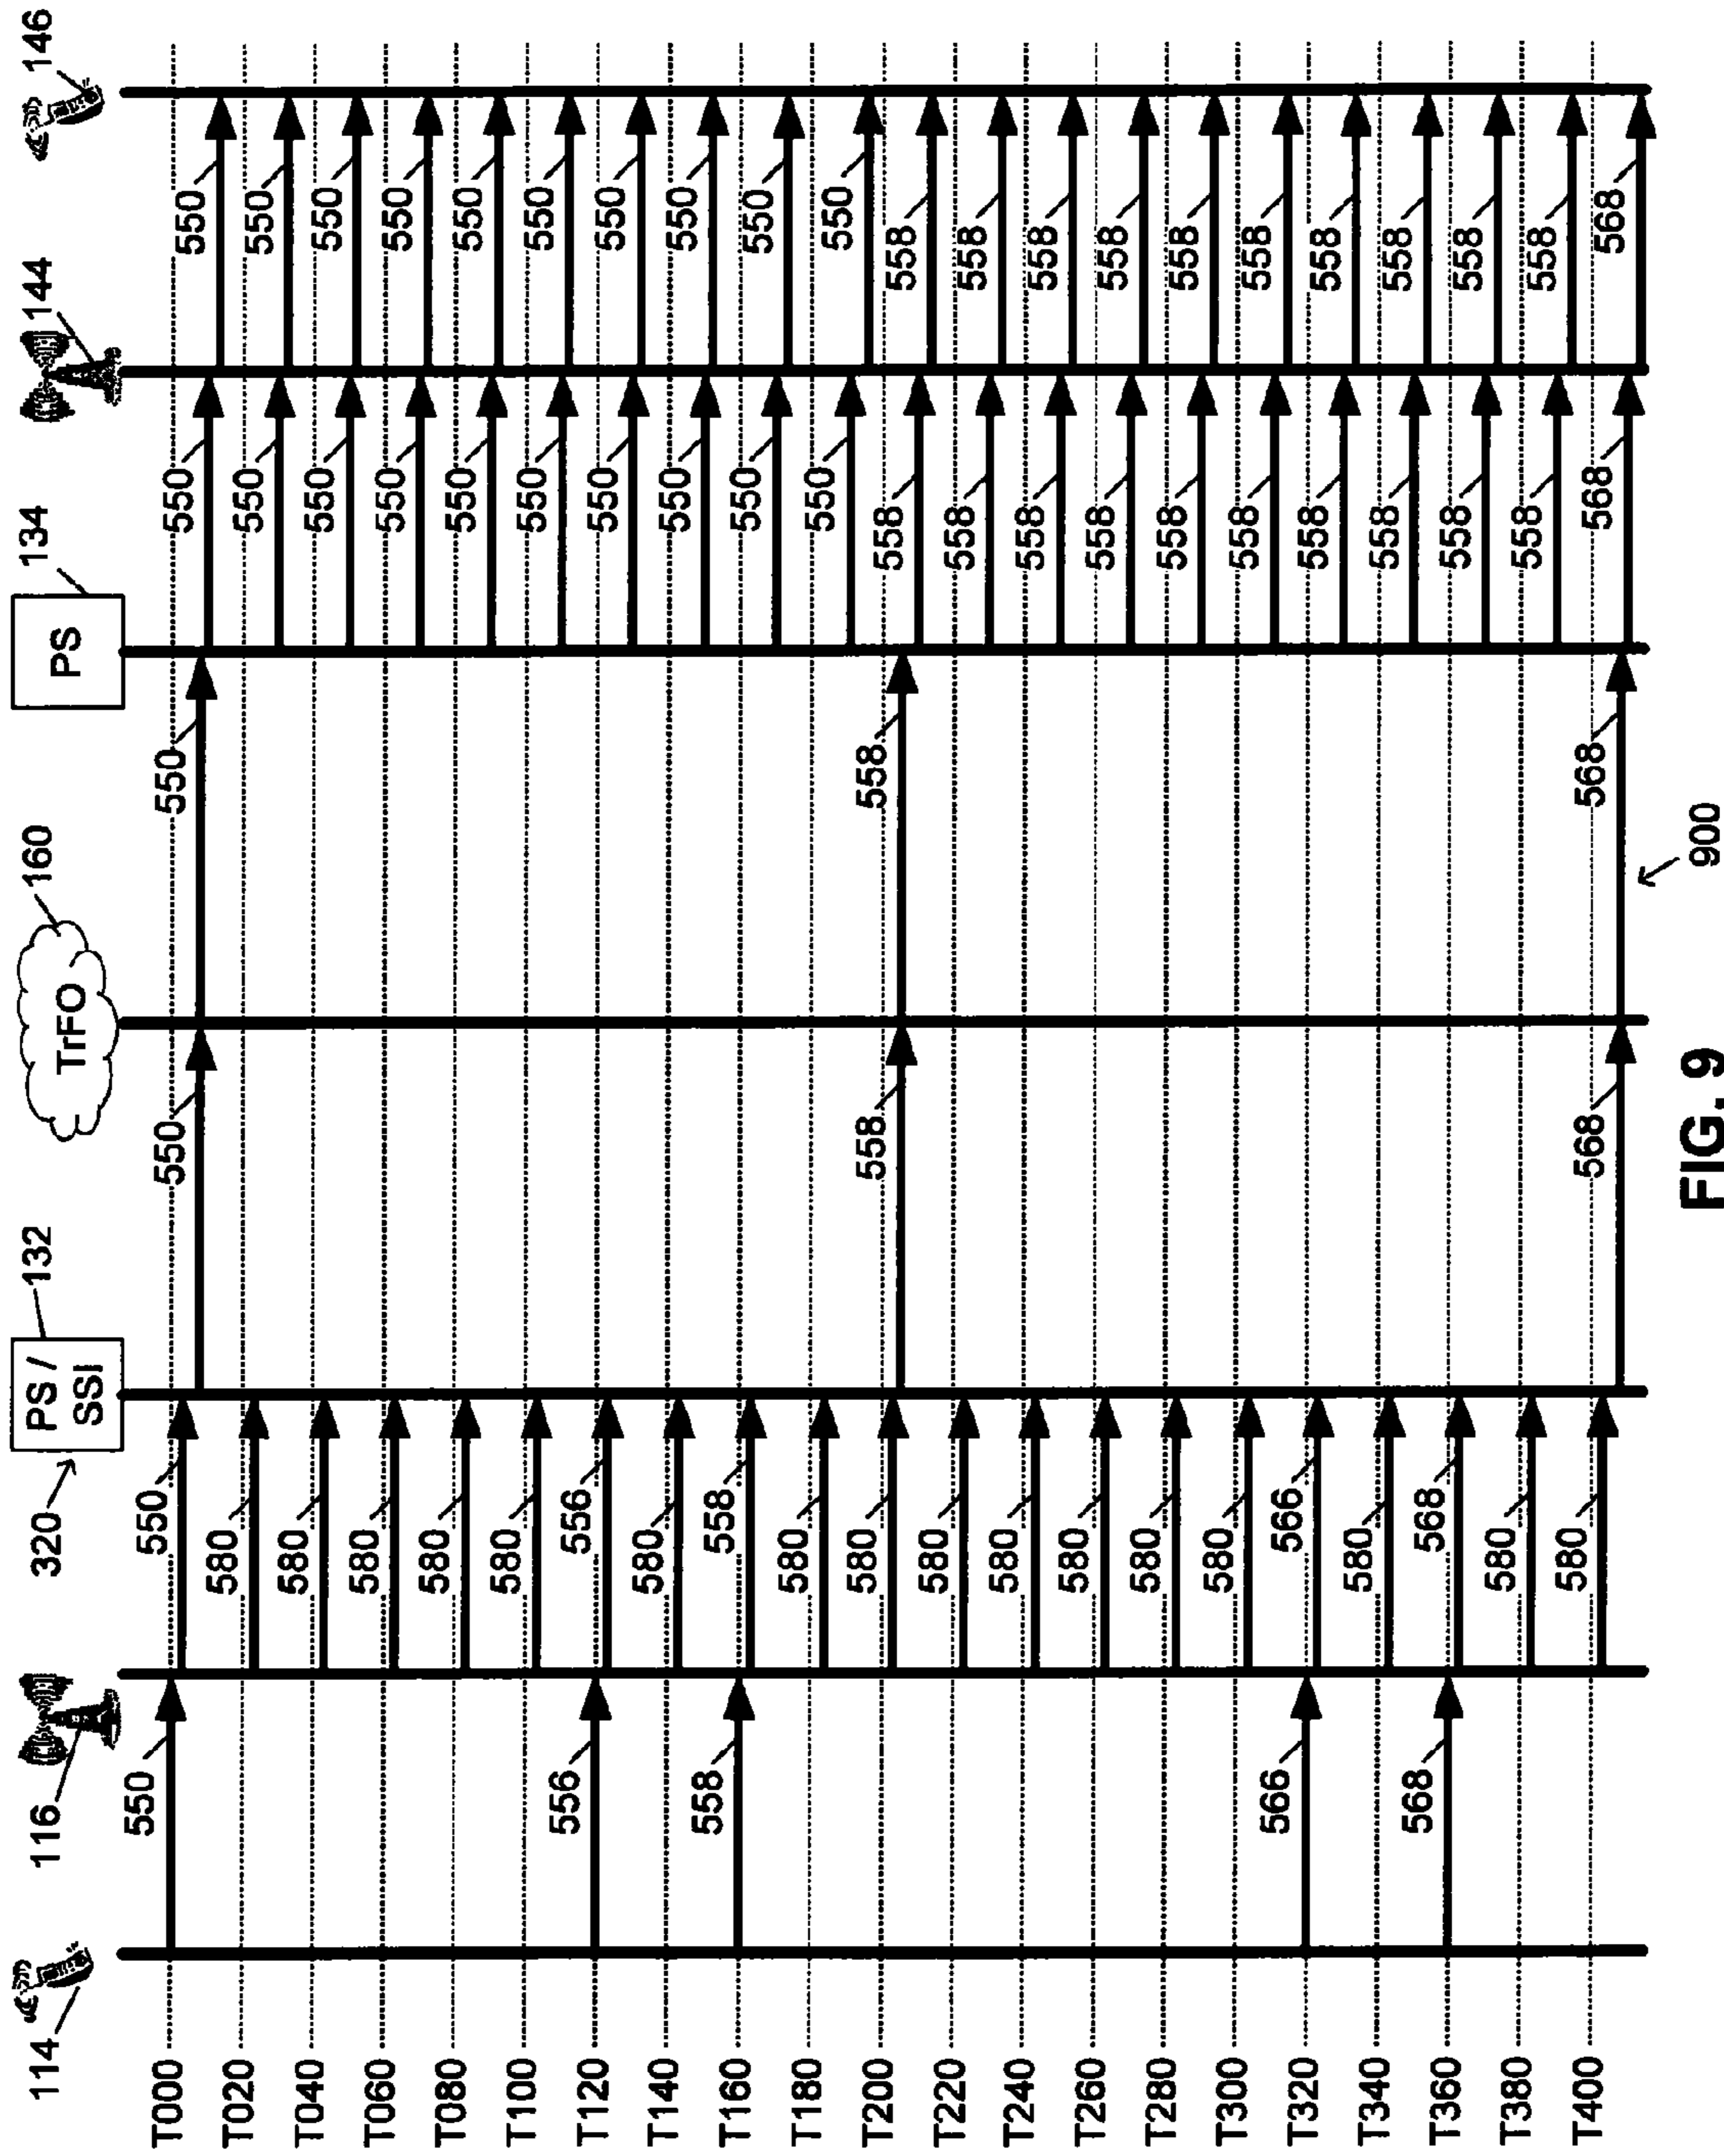 114 116 320 PS / SSI 132 TrFO 160 PS 134 144 146
T000 550 550 550 550 550 550
T020 580 550 550
T040 580 550 550
T060 580 550 550
T080 580 550 550
T100 580 550 550
T120 556 556 550 550
T140 580 550 550
T160 558 558 550 550
T180 580 550 550
T200 580 558 558 558 558
T220 580 558 558
T240 580 558 558
T260 580 558 558
T280 580 558 558
T300 580 558 558
T320 566 566 558 558
T340 580 558 558
T360 568 568 558 558
T380 580 558 558
T400 580 568 568 568 568
900
FIG. 9